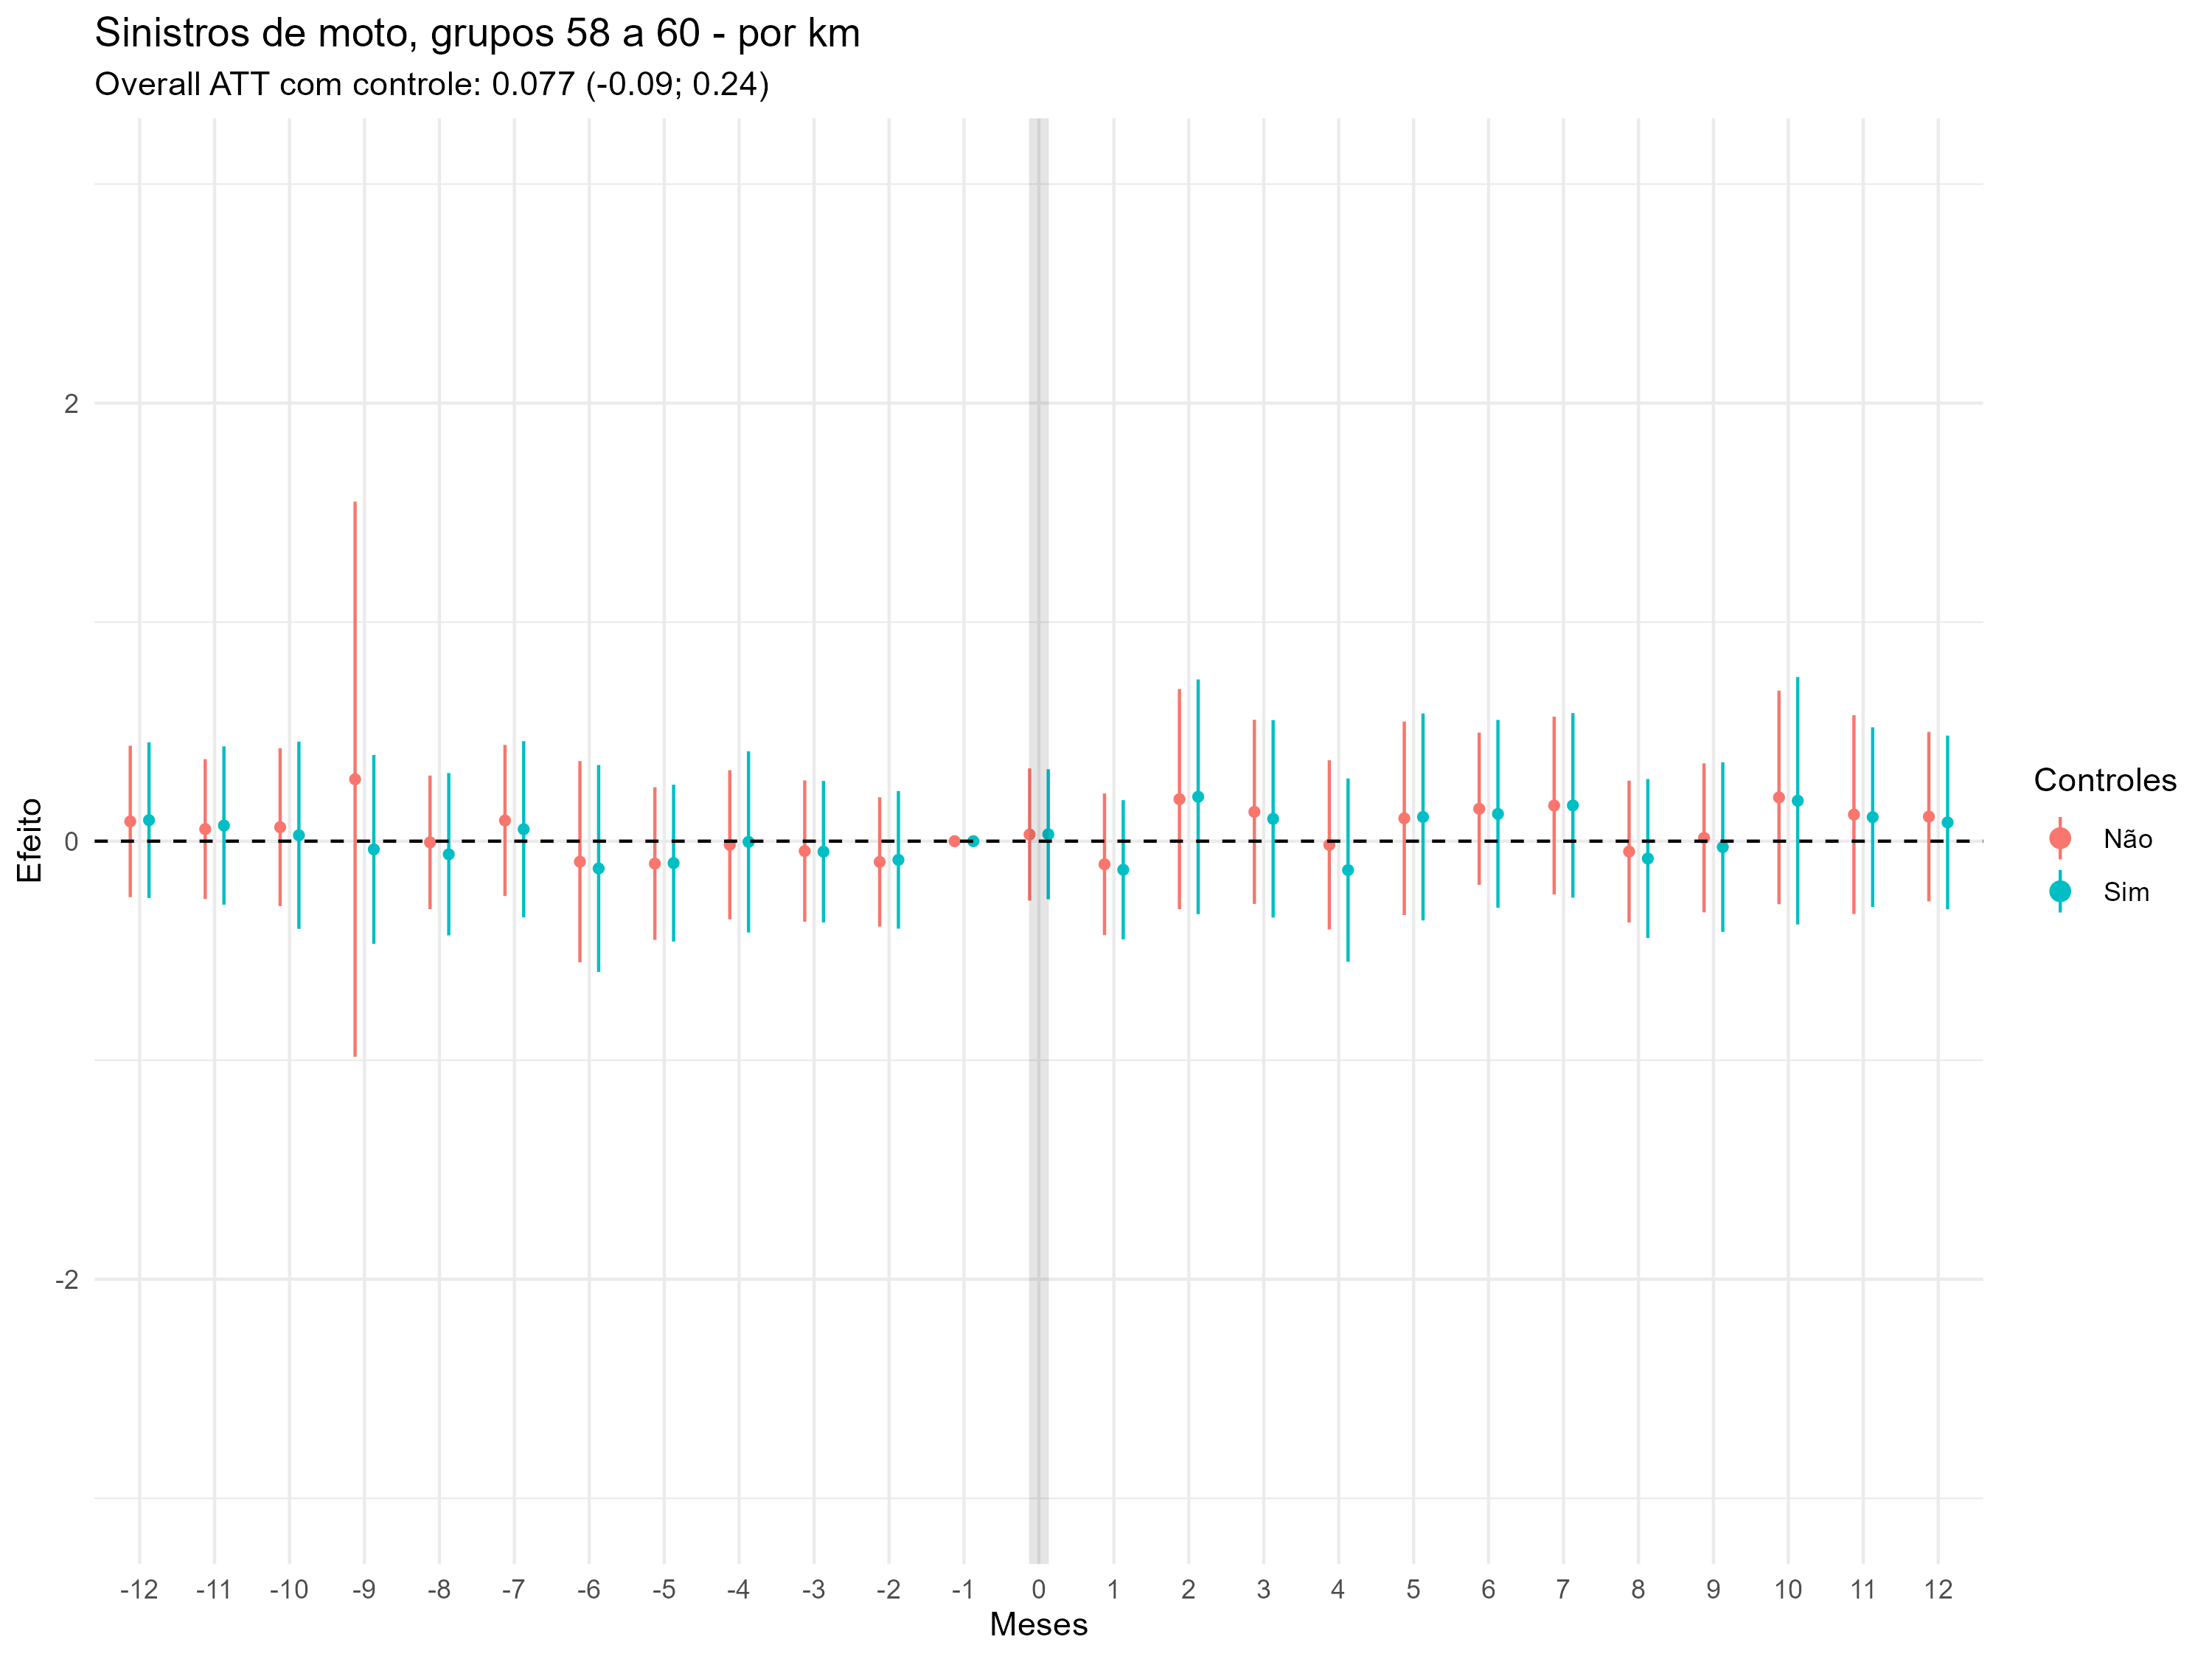 Sinistros de moto, grupos 58 a 60 - por km
Overall ATT com controle: 0.077 (-0.09; 0.24)
2
0
-2
Efeito
-12 -11 -10 -9 -8 -7 -6 -5 -4 -3 -2 -1 0 1 2 3 4 5 6 7 8 9 10 11 12
Meses
Controles
Não
Sim